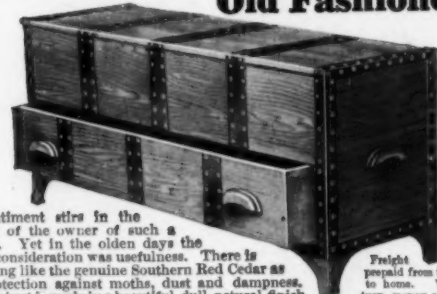 Old Fashione
timent stirs in the
of the owner of such a
Yet in the olden days the
consideration was usefulness. There is
ng like the genuine Southern Red Cedar as
otection against moths, dust and dampness.
Freight
prepaid from
to home.